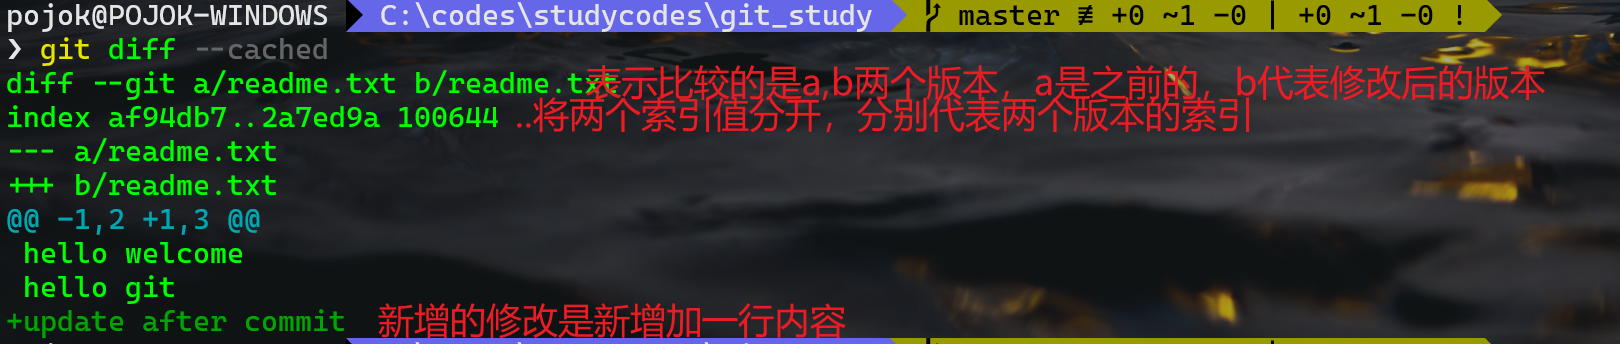 pojok@POJOK-WINDOWS C:\codes\studycodes\git_study master ≢ +0 ~1 -0 | +0 ~1 -0 !
❯ git diff --cached
diff --git a/readme.txt b/readme.txt 表示比较的是a,b两个版本，a是之前的，b代表修改后的版本
index af94db7..2a7ed9a 100644 ..将两个索引值分开，分别代表两个版本的索引
--- a/readme.txt
+++ b/readme.txt
@@ -1,2 +1,3 @@
hello welcome
hello git
+update after commit 新增的修改是新增加一行内容